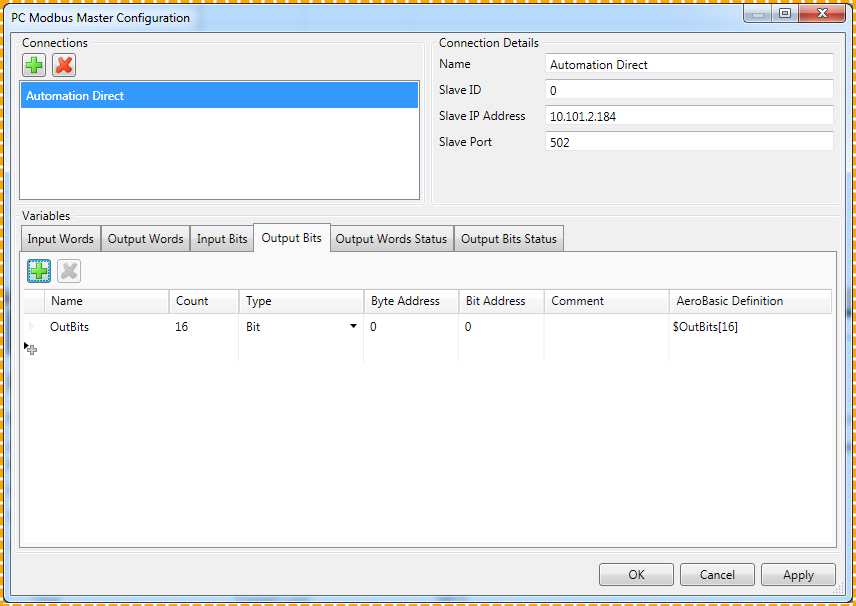 PC Modbus Master Configuration
Connections
Automation Direct
Connection Details
Name Automation Direct
Slave ID 0
Slave IP Address 10.101.2.184
Slave Port 502
Variables
Input Words Output Words Input Bits Output Bits Output Words Status Output Bits Status
Name Count Type Byte Address Bit Address Comment AeroBasic Definition
OutBits 16 Bit 0 0 $OutBits[16]
OK Cancel Apply